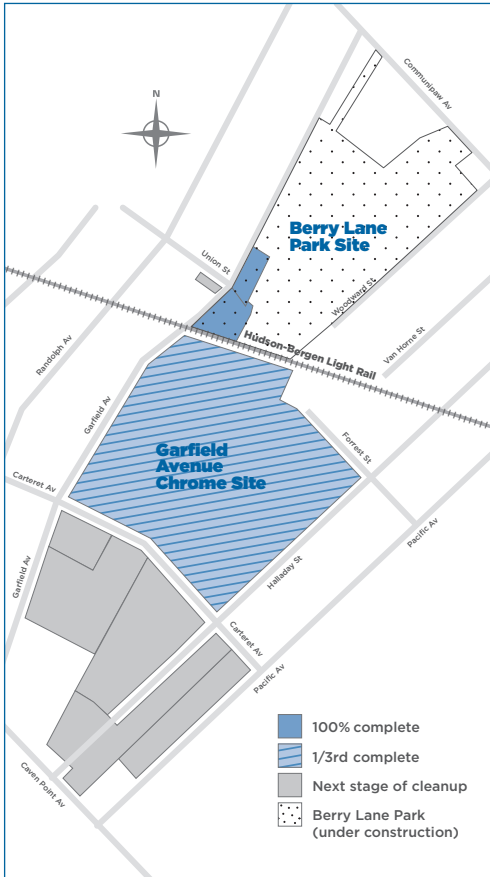 N
Communipaw Av
Berry Lane
Park Site
Union St
Woodward St
Hudson-Bergen Light Rail
Van Horne St
Randolph Av
Garfield Av
Forrest St
Garfield
Avenue
Chrome Site
Carteret Av
Pacific Av
Garfield Av
Halladay St
Carteret Av
Pacific Av
Caven Point Av
100% complete
1/3rd complete
Next stage of cleanup
Berry Lane Park
(under construction)